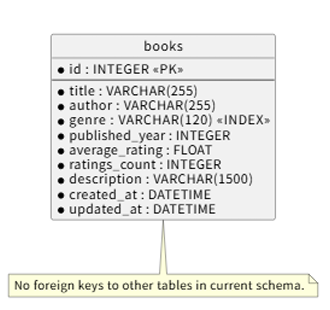 books
id : INTEGER «PK»
title : VARCHAR(255)
author : VARCHAR(255)
genre : VARCHAR(120) «INDEX»
published_year : INTEGER
average_rating : FLOAT
ratings_count : INTEGER
description : VARCHAR(1500)
created_at : DATETIME
updated_at : DATETIME
No foreign keys to other tables in current schema.